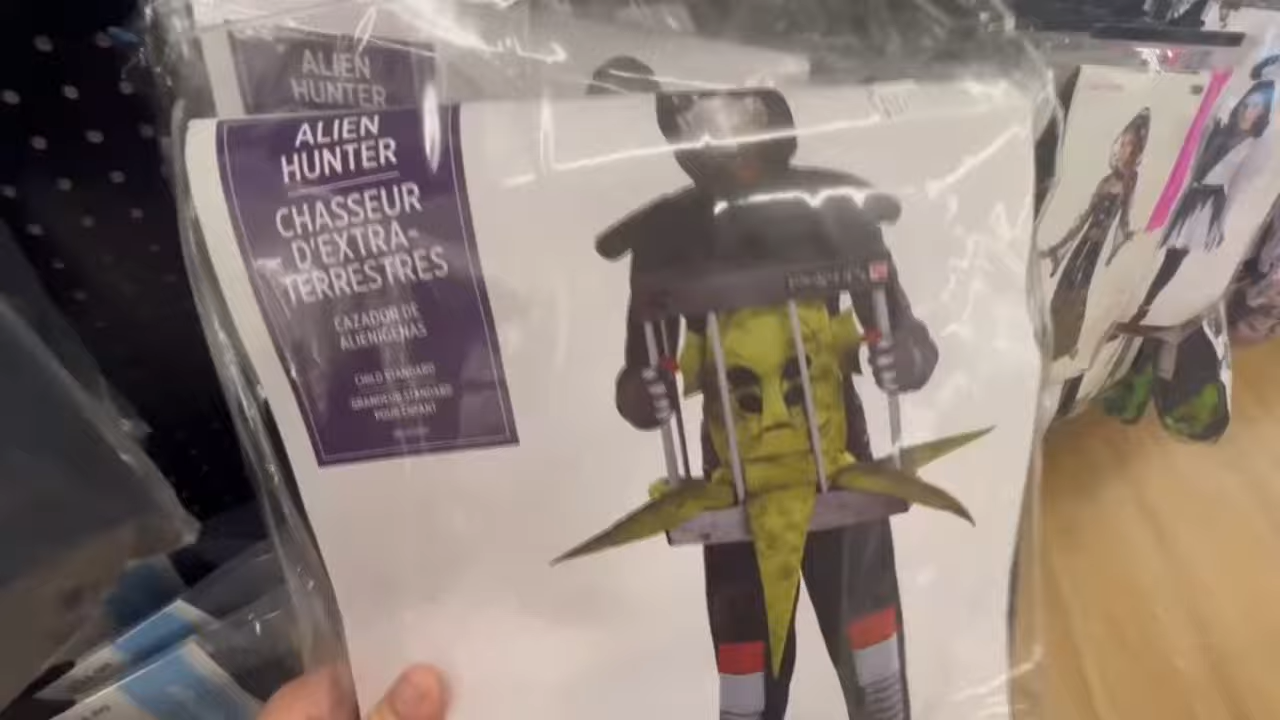 ALIEN
HUNTER
ALIEN
HUNTER
CHASSEUR
D'EXTRA-
TERRESTRES
CAZADOR DE
ALIENÍGENAS
CHILD STANDARD
GRANDEUR STANDARD
POUR ENFANT